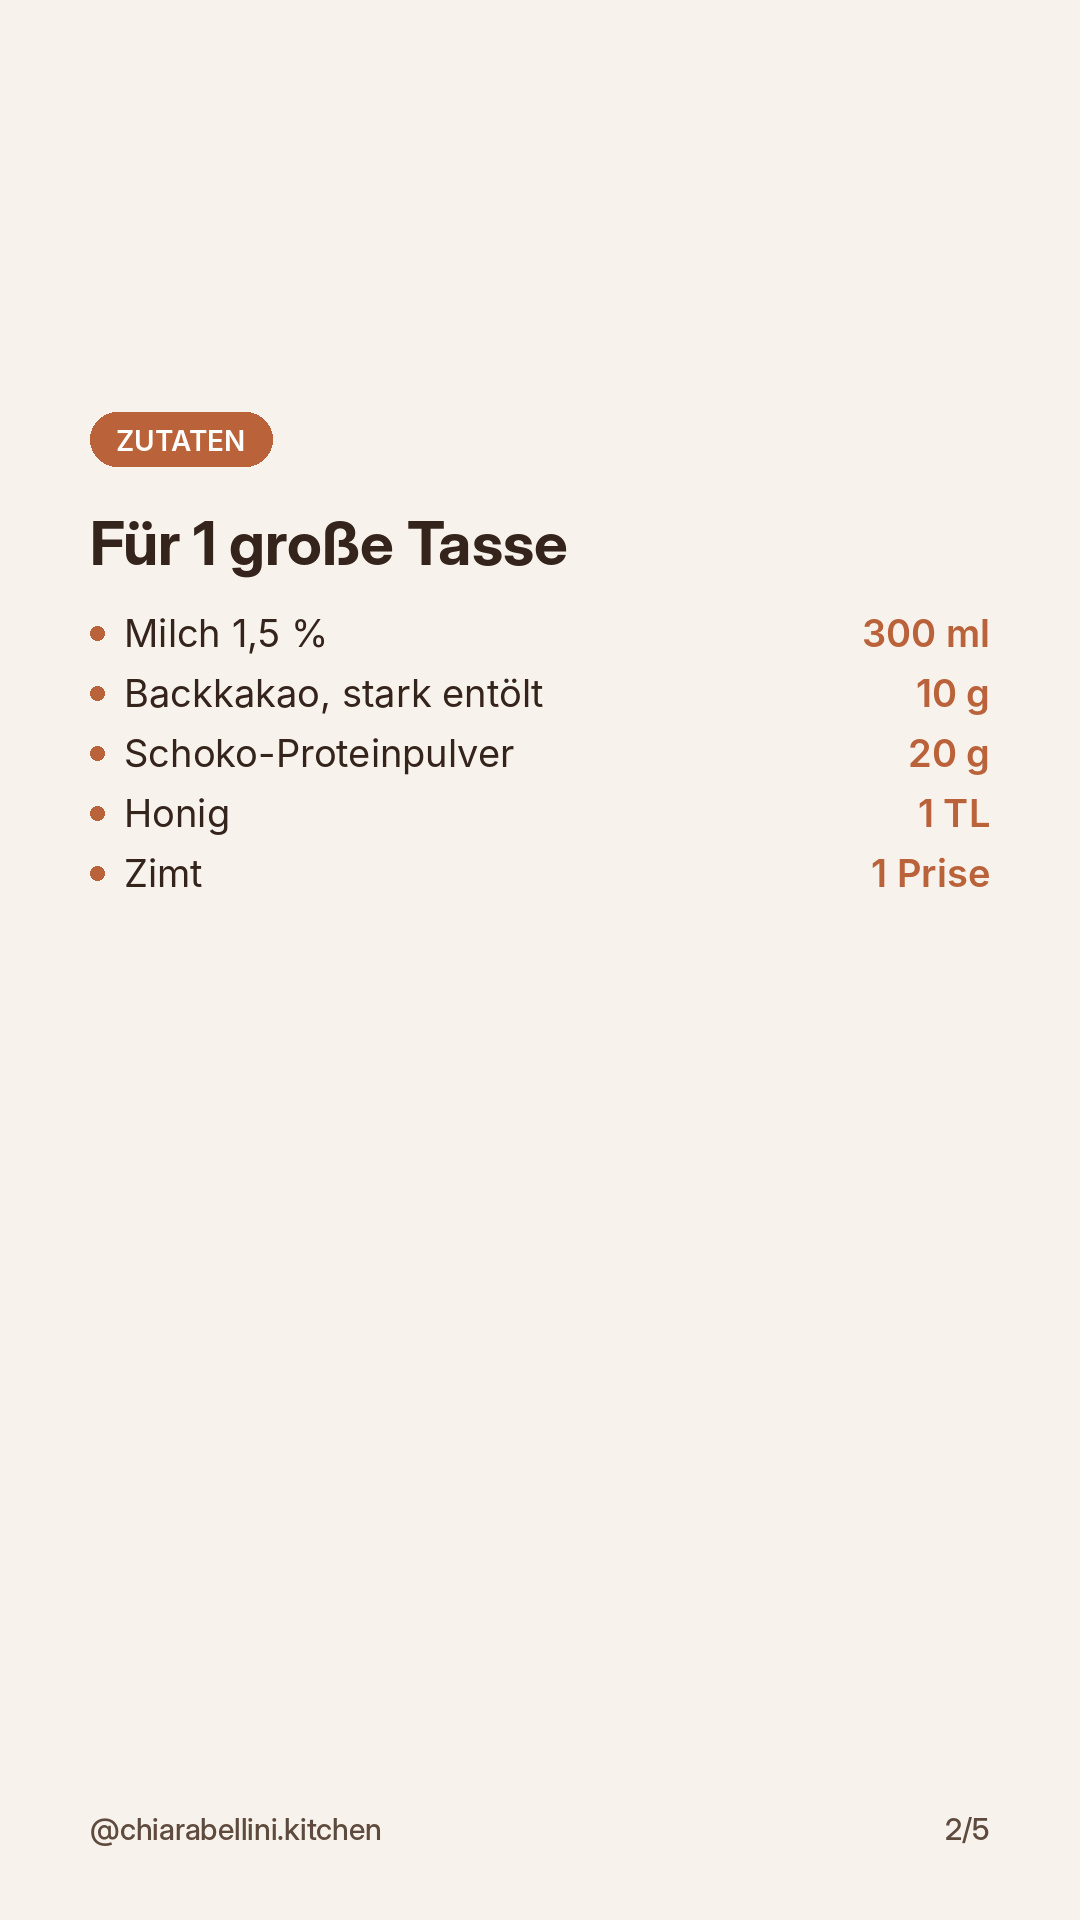 ZUTATEN
Für 1 große Tasse
Milch 1,5 % 300 ml
Backkakao, stark entölt 10 g
Schoko-Proteinpulver 20 g
Honig 1 TL
Zimt 1 Prise
@chiarabellini.kitchen 2/5